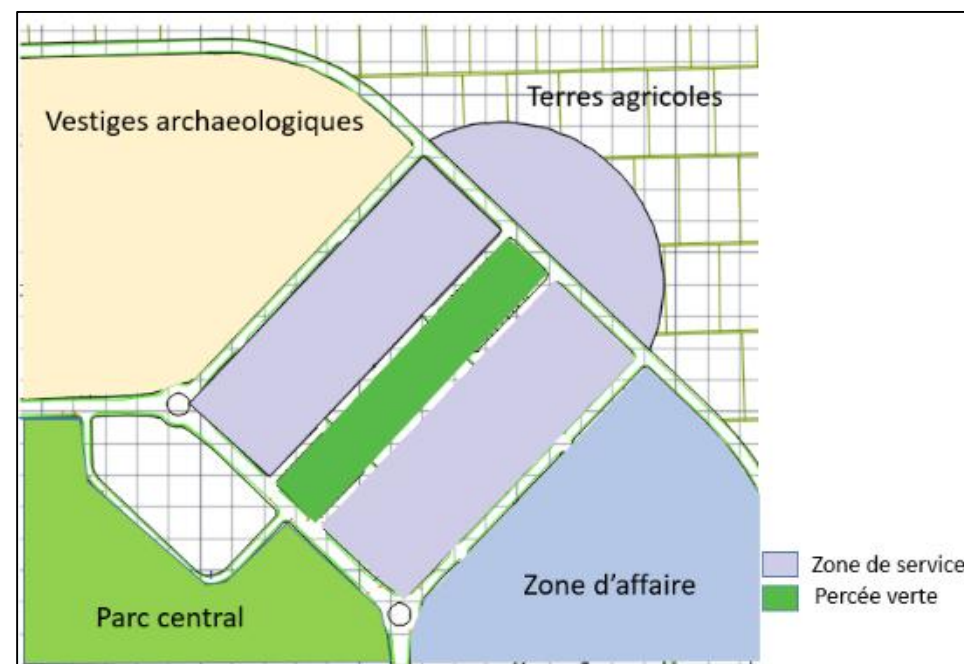 Terres agricoles
Vestiges archaeologiques
Zone de service
Zone d'affaire
Percée verte
Parc central